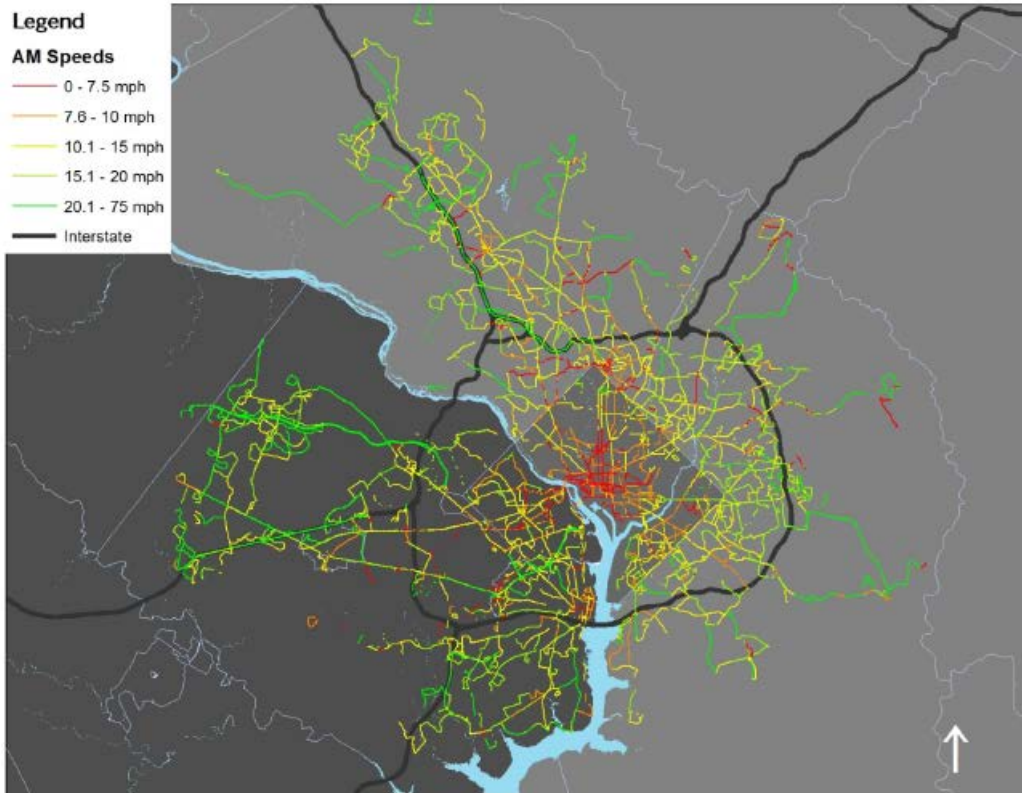 Legend
AM Speeds
0 - 7.5 mph
7.6 - 10 mph
10.1 - 15 mph
15.1 - 20 mph
20.1 - 75 mph
Interstate